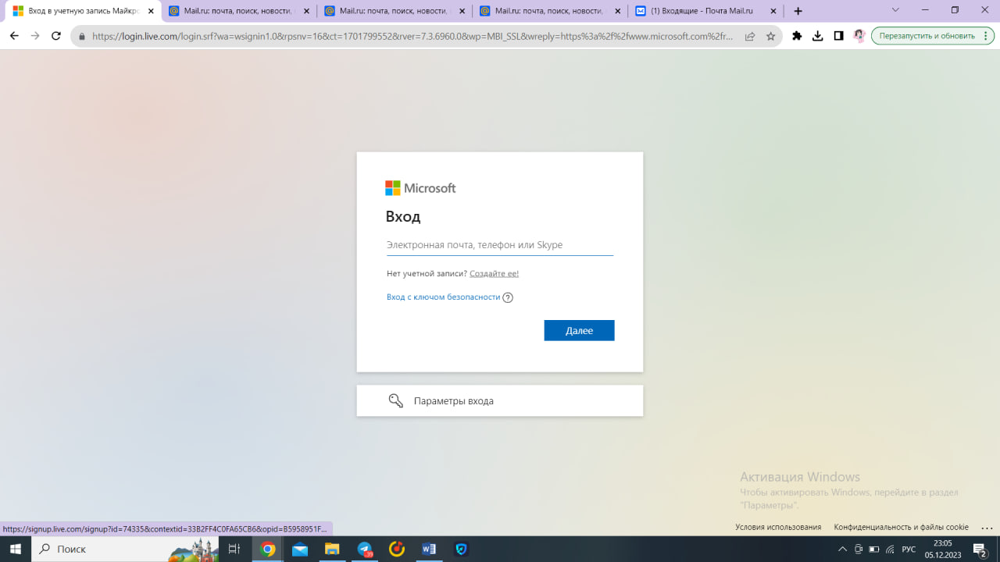 Вход в учетную запись Майкро
Mail.ru: почта, поиск, новости,
Mail.ru: почта, поиск, новости,
Mail.ru: почта, поиск, новости,
(1) Входящие - Почта Mail.ru
https://login.live.com/login.srf?wa=wsignin1.0&rpsnv=16&ct=1701799552&rver=7.3.6960.0&wp=MBI_SSL&wreply=https%3a%2f%2fwww.microsoft.com%2fr...
Перезапустить и обновить
Microsoft
Вход
Электронная почта, телефон или Skype
Нет учетной записи? Создайте ее!
Вход с ключом безопасности
Далее
Параметры входа
Активация Windows
Чтобы активировать Windows, перейдите в раздел
"Параметры".
https://signup.live.com/signup?id=74335&contextid=33B2FF4C0FA65CB6&opid=B5958951F...
Условия использования
Конфиденциальность и файлы cookie
...
Поиск
РУС
23:05
05.12.2023
2